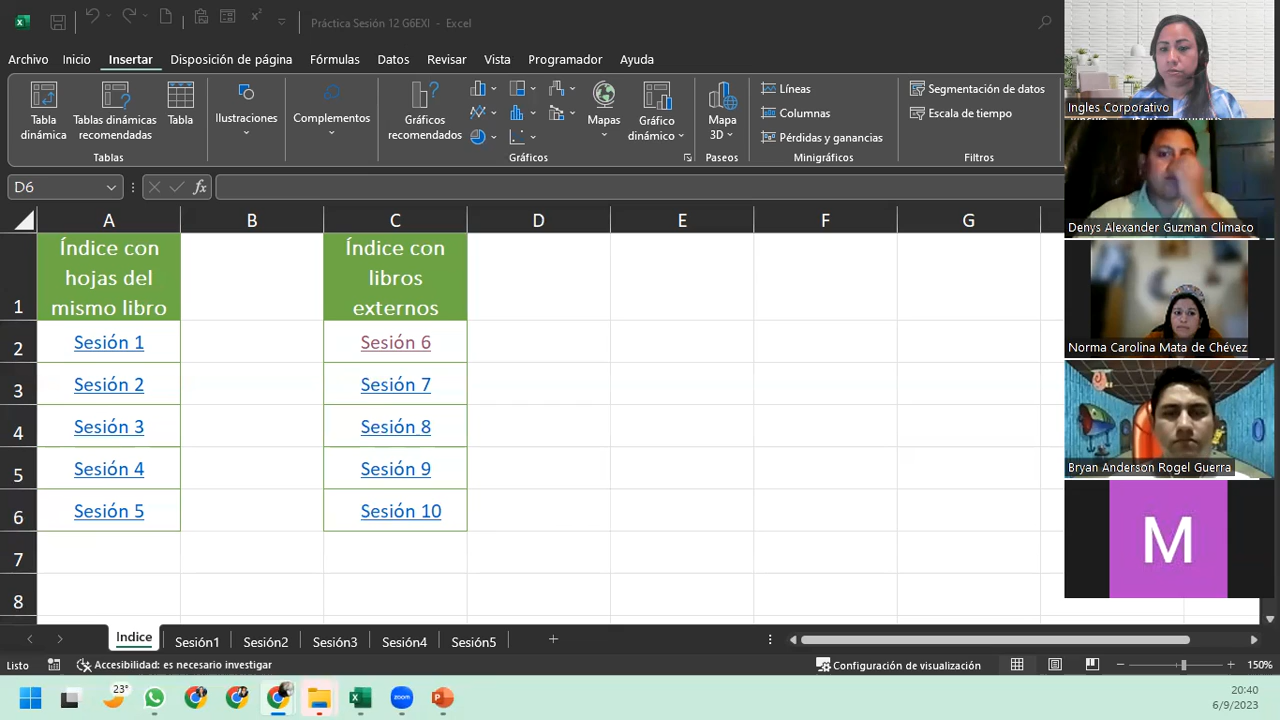 Práctica Sesión 12 G6EXI - Excel
Archivo Inicio Insertar Disposición de página Fórmulas Datos Revisar Vista Programador Ayuda
Tabla dinámica
Tablas dinámicas recomendadas
Tabla
Ilustraciones
Complementos
Gráficos recomendados
Mapas
Gráfico dinámico
Mapa 3D
Líneas
Columnas
Pérdidas y ganancias
Segmentación de datos
Escala de tiempo
Tablas
Gráficos
Paseos
Minigráficos
Filtros
D6
fx
A B C D E F G
1
Índice con
hojas del
mismo libro
Índice con
libros
externos
2 Sesión 1 Sesión 6
3 Sesión 2 Sesión 7
4 Sesión 3 Sesión 8
5 Sesión 4 Sesión 9
6 Sesión 5 Sesión 10
7
8
Indice Sesión1 Sesión2 Sesión3 Sesión4 Sesión5
Listo
Accesibilidad: es necesario investigar
Configuración de visualización
150%
23°
zoom
20:40
6/9/2023
Ingles Corporativo
Denys Alexander Guzman Climaco
Norma Carolina Mata de Chévez
Bryan Anderson Rogel Guerra
M